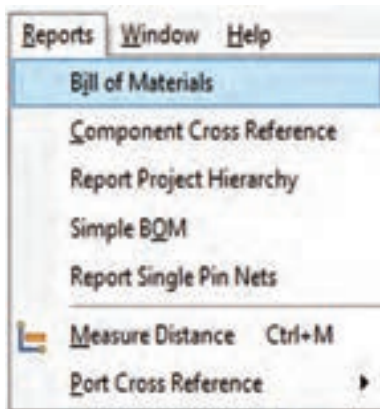 Reports Window Help
Bill of Materials
Component Cross Reference
Report Project Hierarchy
Simple BOM
Report Single Pin Nets
Measure Distance Ctrl+M
Port Cross Reference